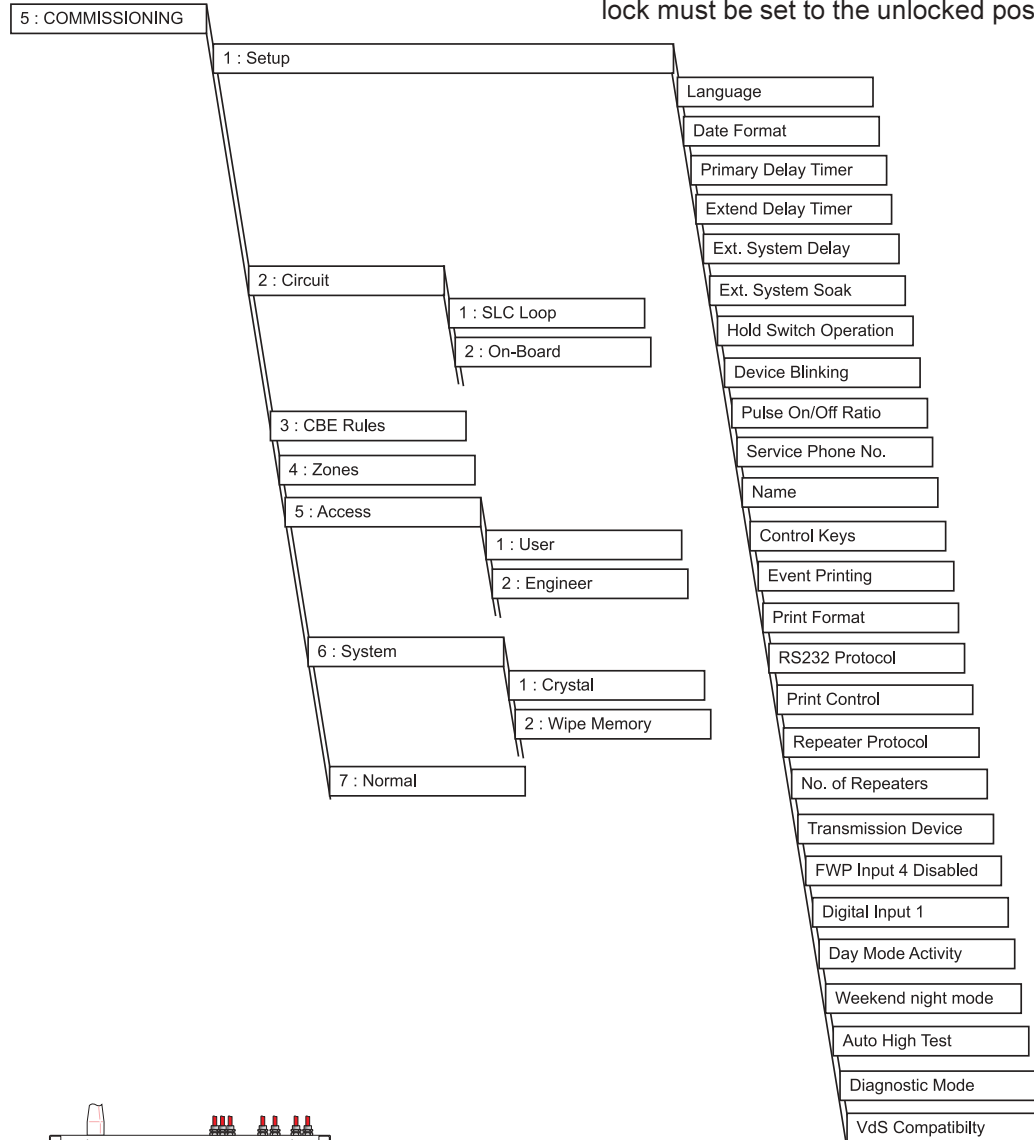 lock must be set to the unlocked pos
5 : COMMISSIONING
1 : Setup
Language
Date Format
Primary Delay Timer
Extend Delay Timer
Ext. System Delay
Ext. System Soak
Hold Switch Operation
Device Blinking
Pulse On/Off Ratio
Service Phone No.
Name
Control Keys
Event Printing
Print Format
RS232 Protocol
Print Control
Repeater Protocol
No. of Repeaters
Transmission Device
FWP Input 4 Disabled
Digital Input 1
Day Mode Activity
Weekend night mode
Auto High Test
Diagnostic Mode
VdS Compatibilty
2 : Circuit
1 : SLC Loop
2 : On-Board
3 : CBE Rules
4 : Zones
5 : Access
1 : User
2 : Engineer
6 : System
1 : Crystal
2 : Wipe Memory
7 : Normal